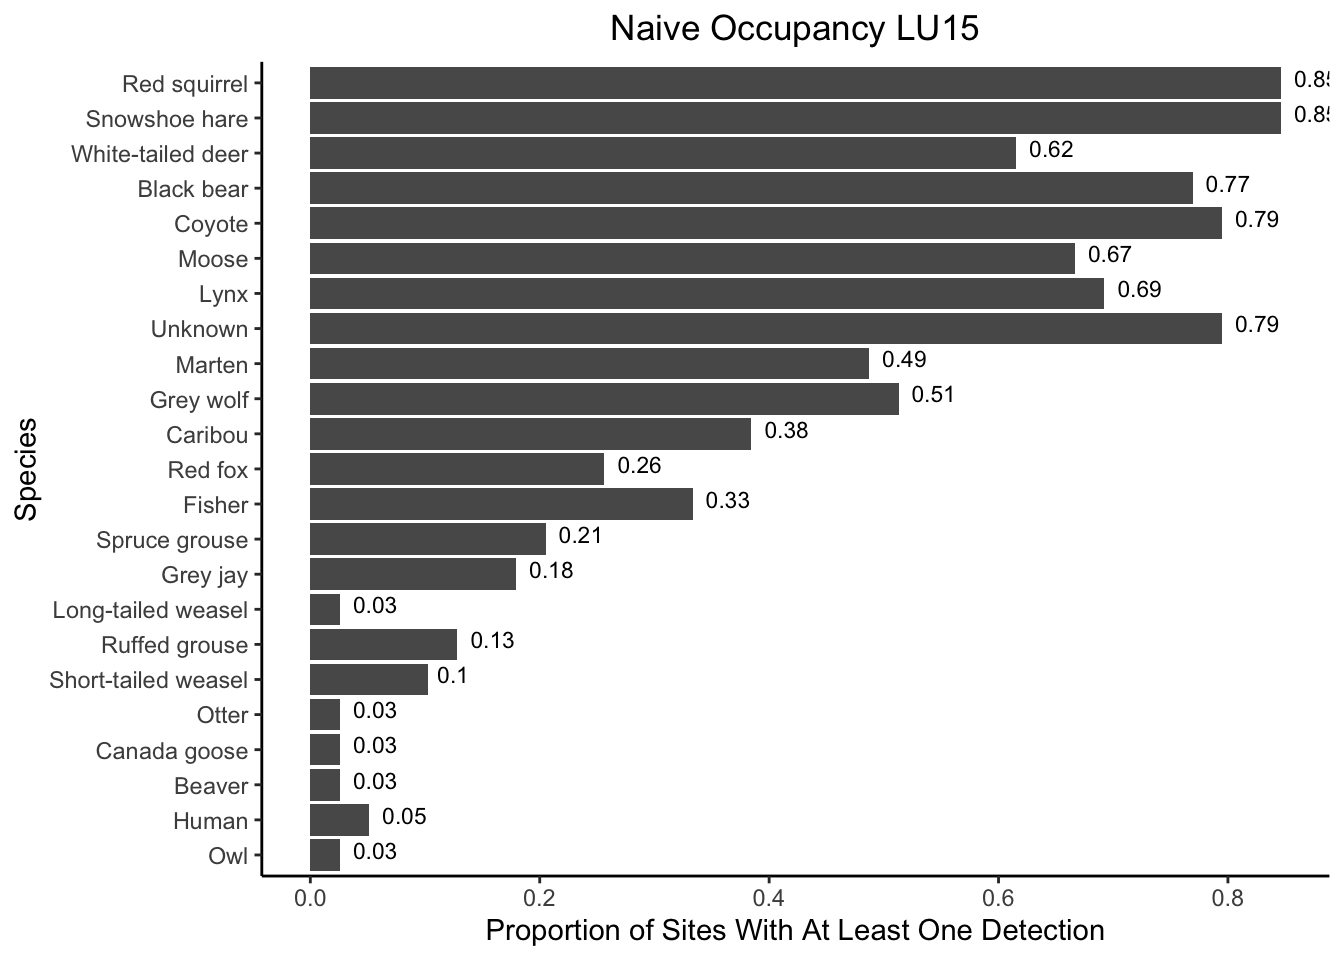 Naive Occupancy LU15
Species
Red squirrel 0.85
Snowshoe hare 0.85
White-tailed deer 0.62
Black bear 0.77
Coyote 0.79
Moose 0.67
Lynx 0.69
Unknown 0.79
Marten 0.49
Grey wolf 0.51
Caribou 0.38
Red fox 0.26
Fisher 0.33
Spruce grouse 0.21
Grey jay 0.18
Long-tailed weasel 0.03
Ruffed grouse 0.13
Short-tailed weasel 0.1
Otter 0.03
Canada goose 0.03
Beaver 0.03
Human 0.05
Owl 0.03
0.0 0.2 0.4 0.6 0.8
Proportion of Sites With At Least One Detection